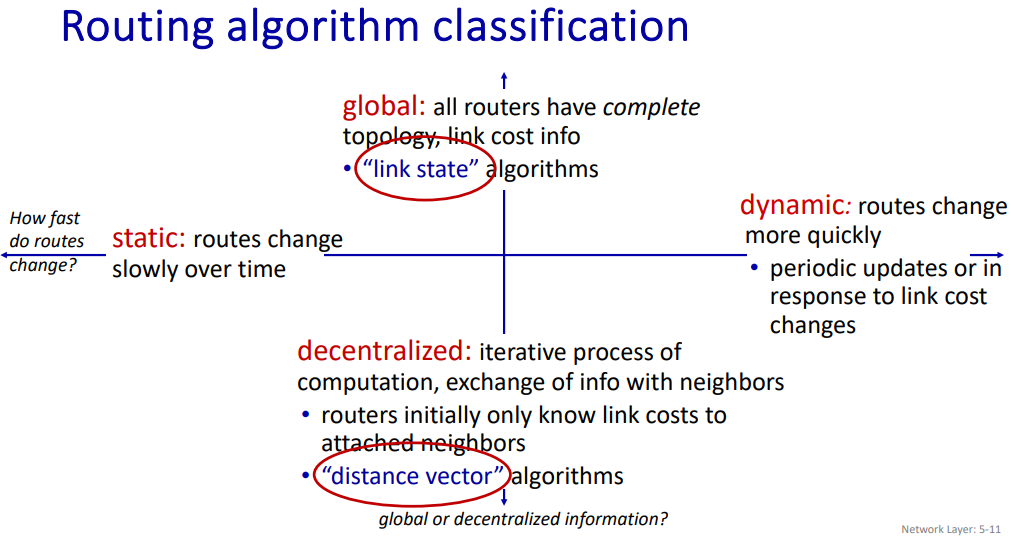 Routing algorithm classification
global: all routers have complete
topology, link cost info
• “link state” algorithms
How fast
do routes
change?
static: routes change
slowly over time
dynamic: routes change
more quickly
• periodic updates or in
response to link cost
changes
decentralized: iterative process of
computation, exchange of info with neighbors
• routers initially only know link costs to
attached neighbors
• “distance vector” algorithms
global or decentralized information?
Network Layer: 5-11